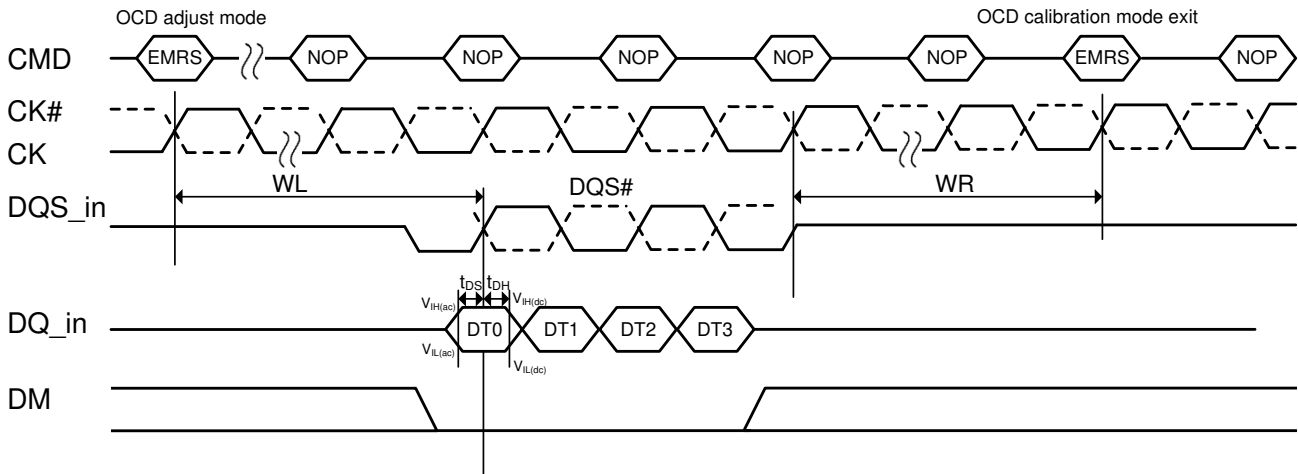 OCD adjust mode OCD calibration mode exit
CMD EMRS NOP NOP NOP NOP NOP EMRS NOP
CK#
CK
WL DQS# WR
DQS_in
tDS tDH
VIH(ac) VIH(dc)
DQ_in DT0 DT1 DT2 DT3
VIL(ac) VIL(dc)
DM